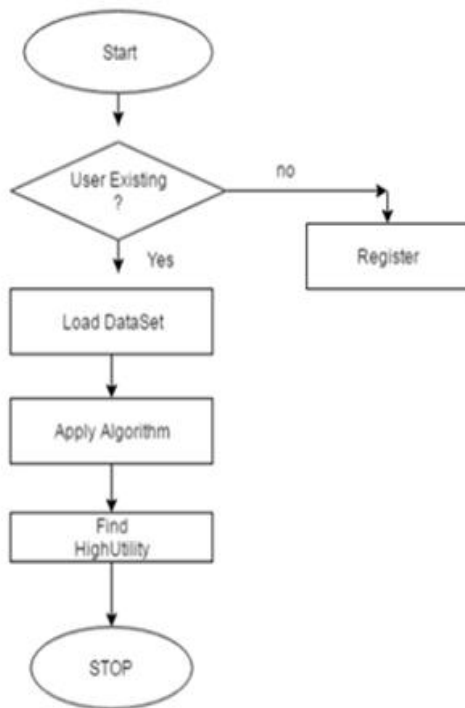 Start
User Existing
?
no
Yes
Register
Load DataSet
Apply Algorithm
Find
HighUtility
STOP